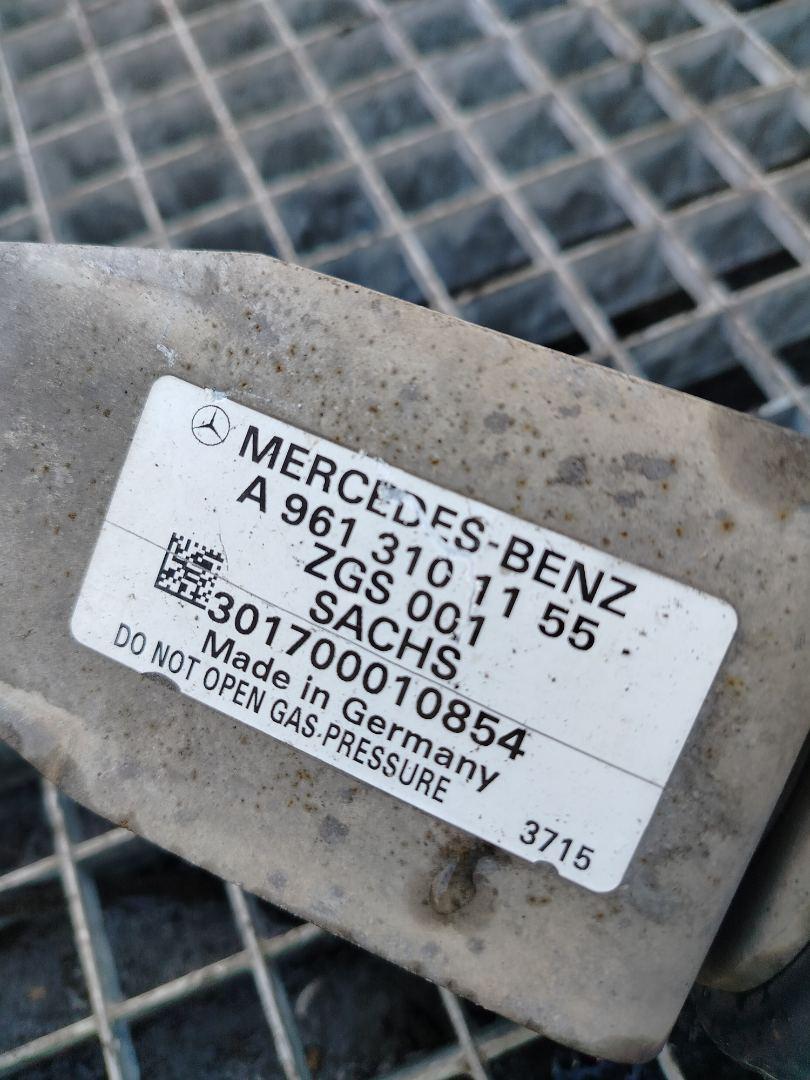 MERCEDES-BENZ
A 961 310 11 55
ZGS 001
SACHS
301700010854
Made in Germany
DO NOT OPEN GAS-PRESSURE
3715